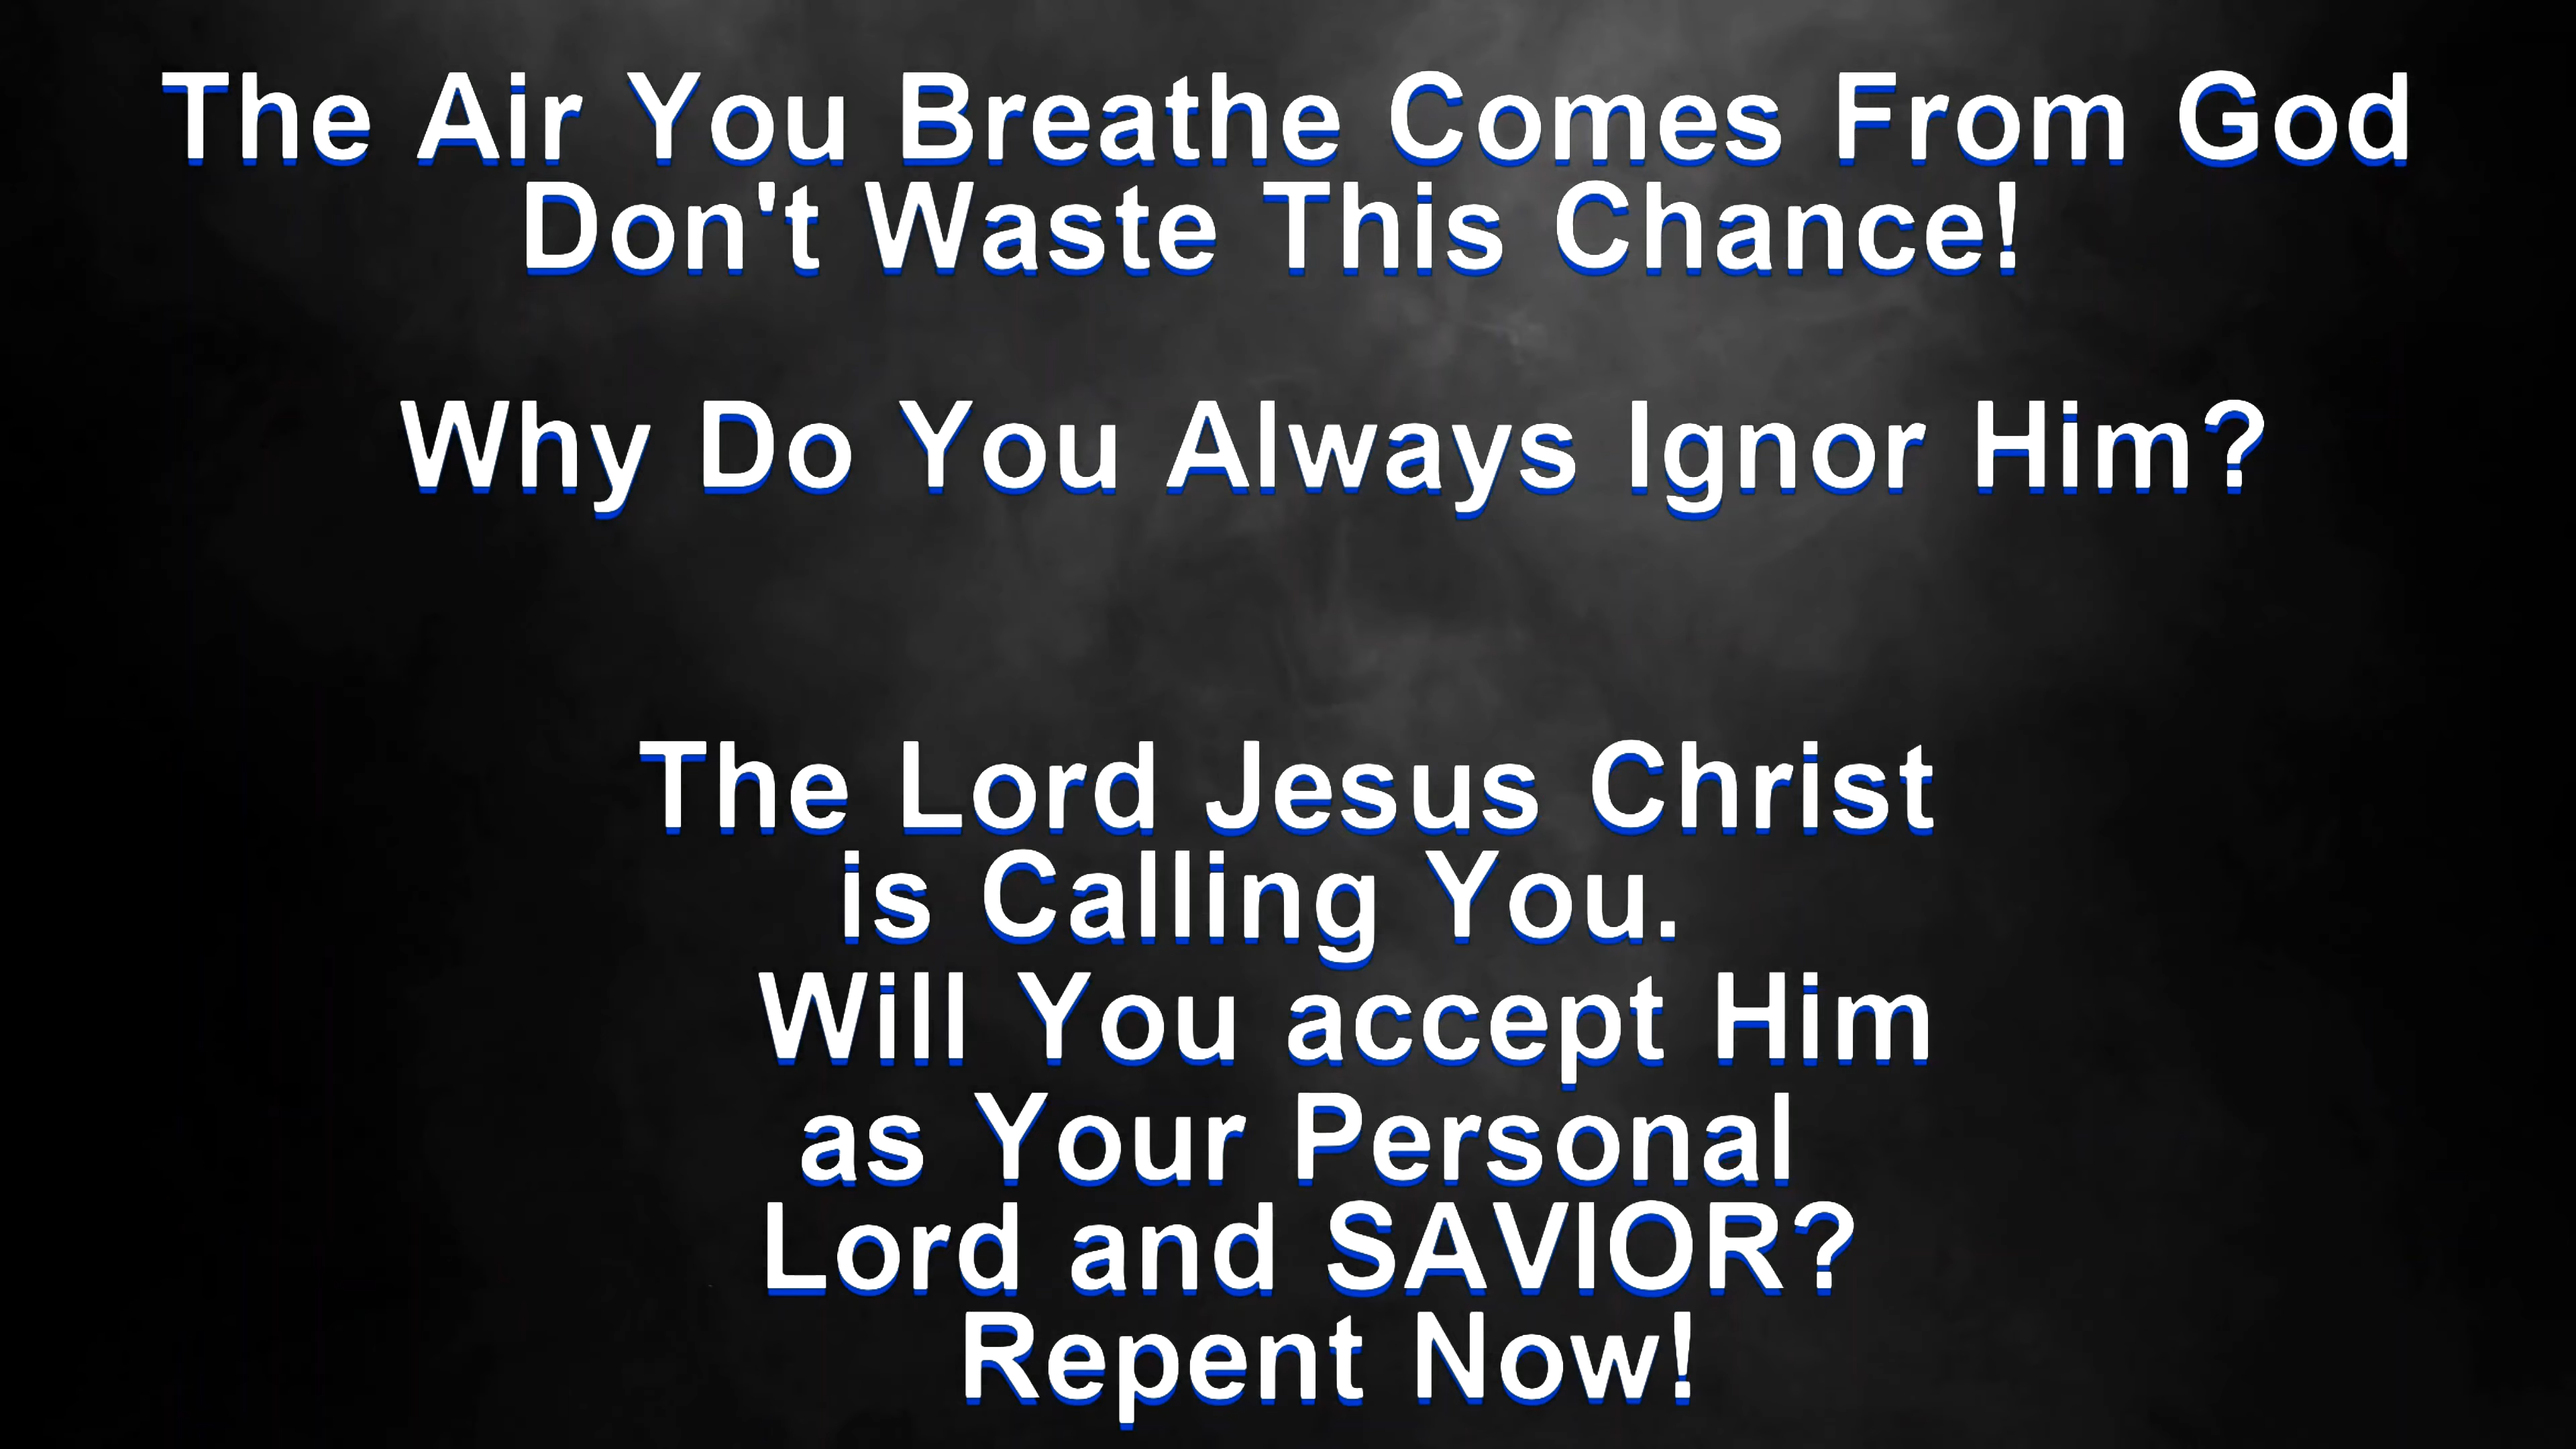 The Air You Breathe Comes From God
Don't Waste This Chance!
Why Do You Always Ignor Him?
The Lord Jesus Christ
is Calling You.
Will You accept Him
as Your Personal
Lord and SAVIOR?
Repent Now!